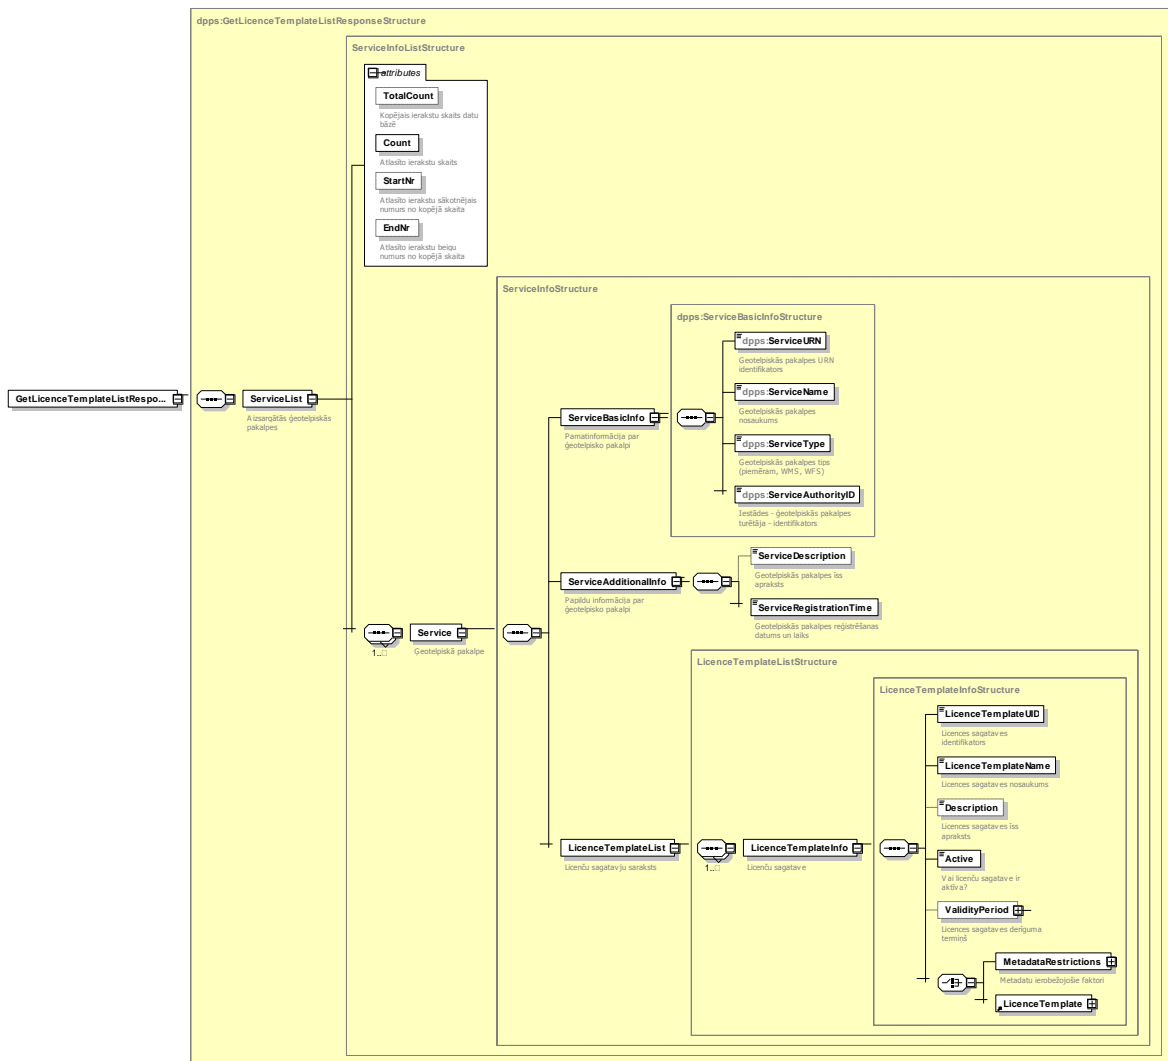 dpps:GetLicenceTemplateListResponseStructure
ServiceInfoListStructure
attributes
TotalCount
Kopējais ierakstu skaits datu
bāzē
Count
Atlasīto ierakstu skaits
StartNr
Atlasīto ierakstu sākotnējais
numurs no kopējā skaita
EndNr
Atlasīto ierakstu beigu
numurs no kopējā skaita
GetLicenceTemplateListRespo...
ServiceList
Aizsargātās ģeotelpiskās
pakalpes
1..
Service
Ģeotelpiskā pakalpe
ServiceInfoStructure
ServiceBasicInfo
Pamatinformācija par
ģeotelpisko pakalpi
dpps:ServiceBasicInfoStructure
dpps:ServiceURN
Ģeotelpiskās pakalpes URN
identifikators
dpps:ServiceName
Ģeotelpiskās pakalpes
nosaukums
dpps:ServiceType
Ģeotelpiskās pakalpes tips
(piemēram, WMS, WFS)
dpps:ServiceAuthorityID
Iestādes - ģeotelpiskās pakalpes
turētāja - identifikators
ServiceAdditionalInfo
Papildu informācija par
ģeotelpisko pakalpi
ServiceDescription
Ģeotelpiskās pakalpes īss
apraksts
ServiceRegistrationTime
Ģeotelpiskās pakalpes reģistrēšanas
datums un laiks
LicenceTemplateList
Licenču sagatavju saraksts
LicenceTemplateListStructure
1..
LicenceTemplateInfo
Licenču sagatave
LicenceTemplateInfoStructure
LicenceTemplateUID
Licences sagataves
identifikators
LicenceTemplateName
Licences sagataves nosaukums
Description
Licences sagataves īss
apraksts
Active
Vai licenču sagatave ir
aktīva?
ValidityPeriod
Licences sagataves derīguma
termiņš
MetadataRestrictions
Metadatu ierobežojošie faktori
LicenceTemplate